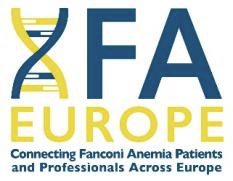 FA
EUROPE
Connecting Fanconi Anemia Patients
and Professionals Across Europe